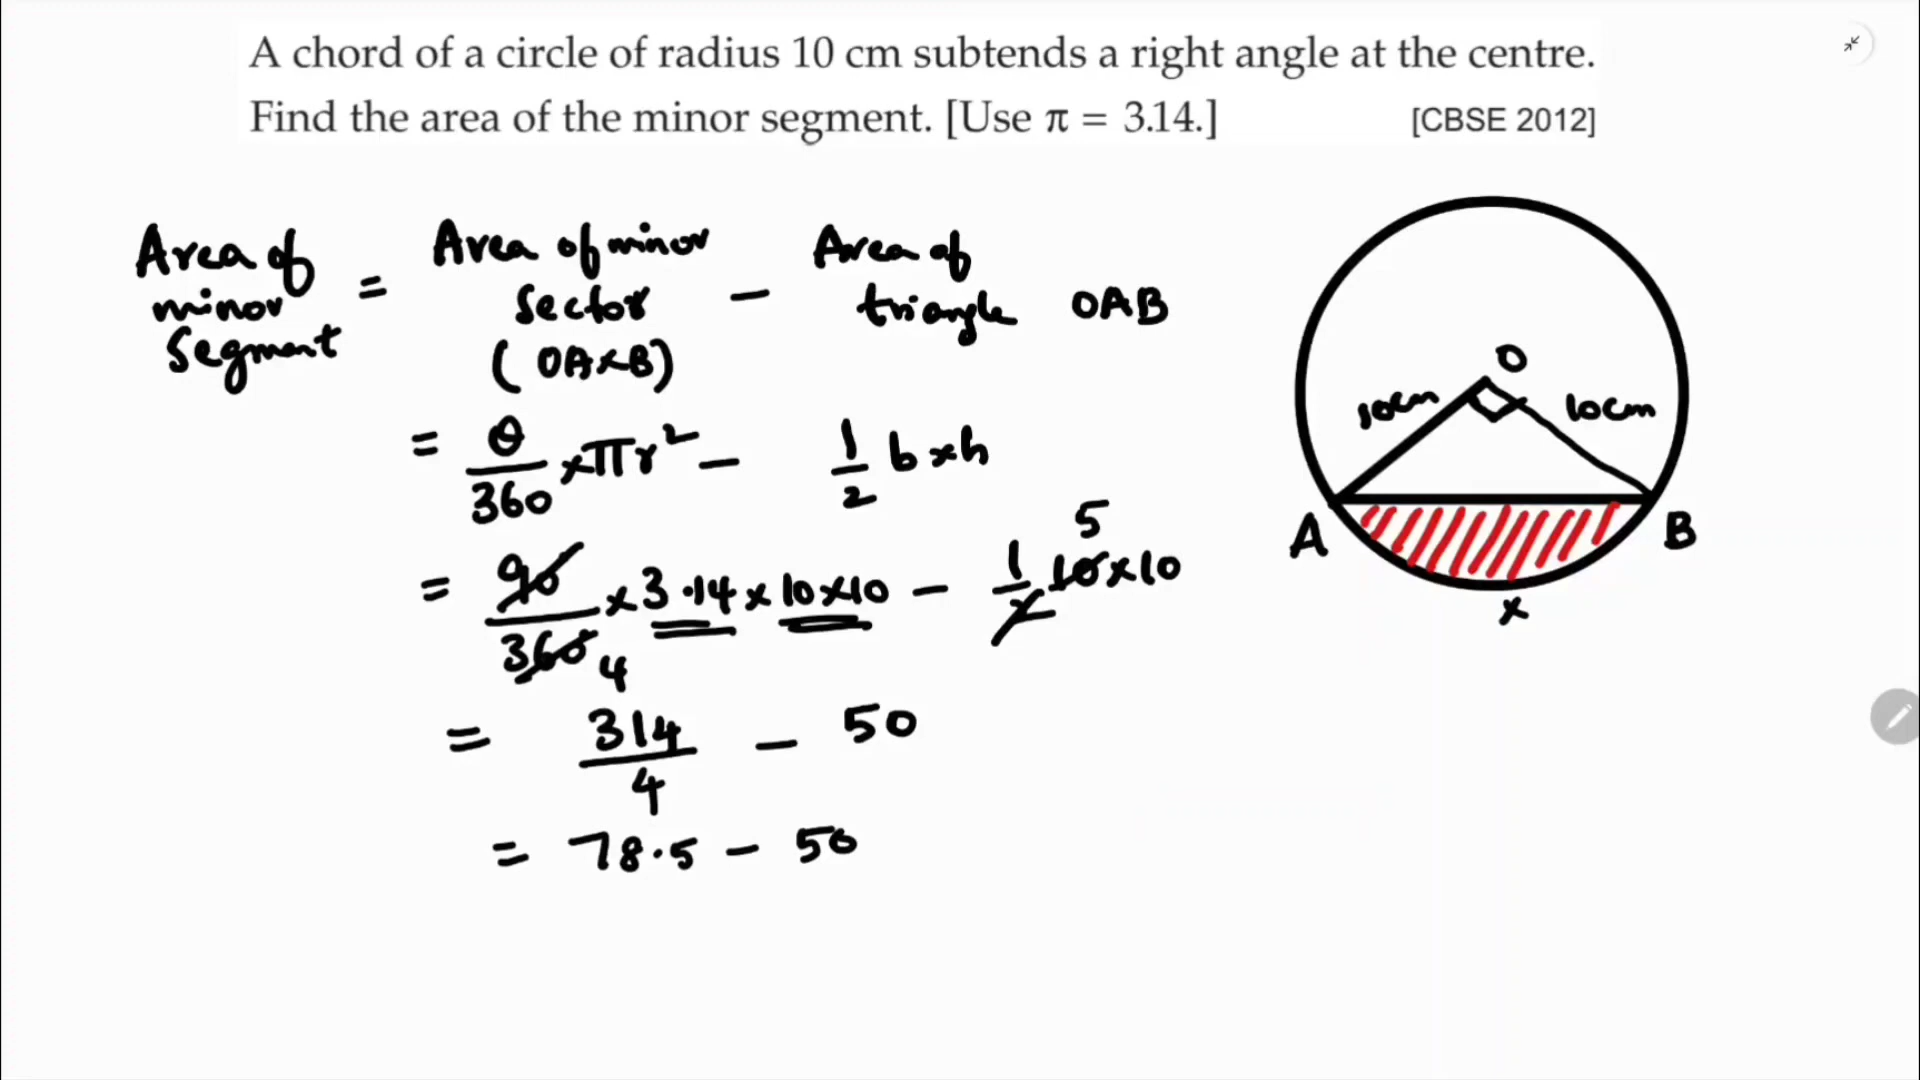 A chord of a circle of radius 10 cm subtends a right angle at the centre.
Find the area of the minor segment. [Use π = 3.14.] [CBSE 2012]
Area of minor segment = Area of minor sector (OAXB) − Area of triangle OAB
= θ/360 × πr² − 1/2 b×h
= 90/360 4 × 3.14 × 10×10 − 1/2 10×10 5
= 314/4 − 50
= 78.5 − 50
O
10cm 10cm
A B
x